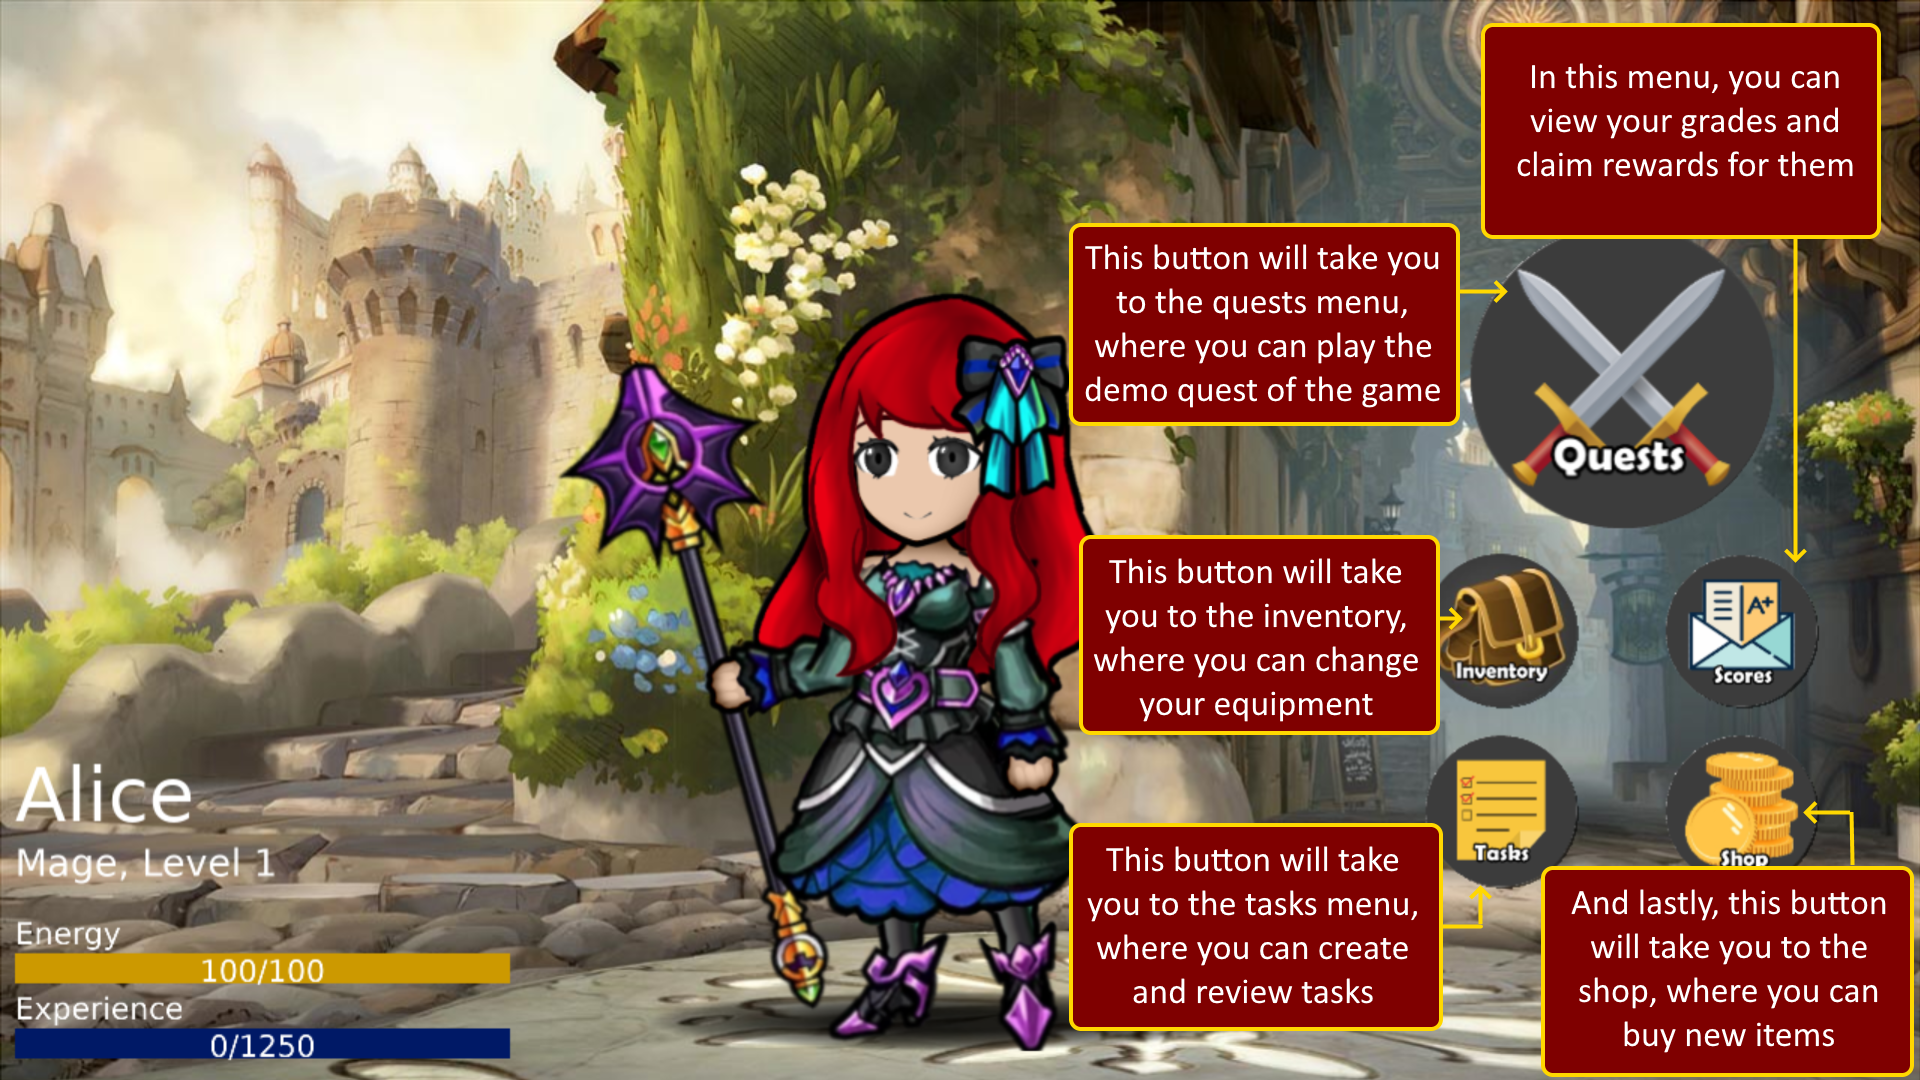 In this menu, you can
view your grades and
claim rewards for them
This button will take you
to the quests menu,
where you can play the
demo quest of the game
Quests
This button will take
you to the inventory,
where you can change
your equipment
Inventory
Scores
A+
Tasks
Shop
This button will take
you to the tasks menu,
where you can create
and review tasks
And lastly, this button
will take you to the
shop, where you can
buy new items
Alice
Mage, Level 1
Energy
100/100
Experience
0/1250